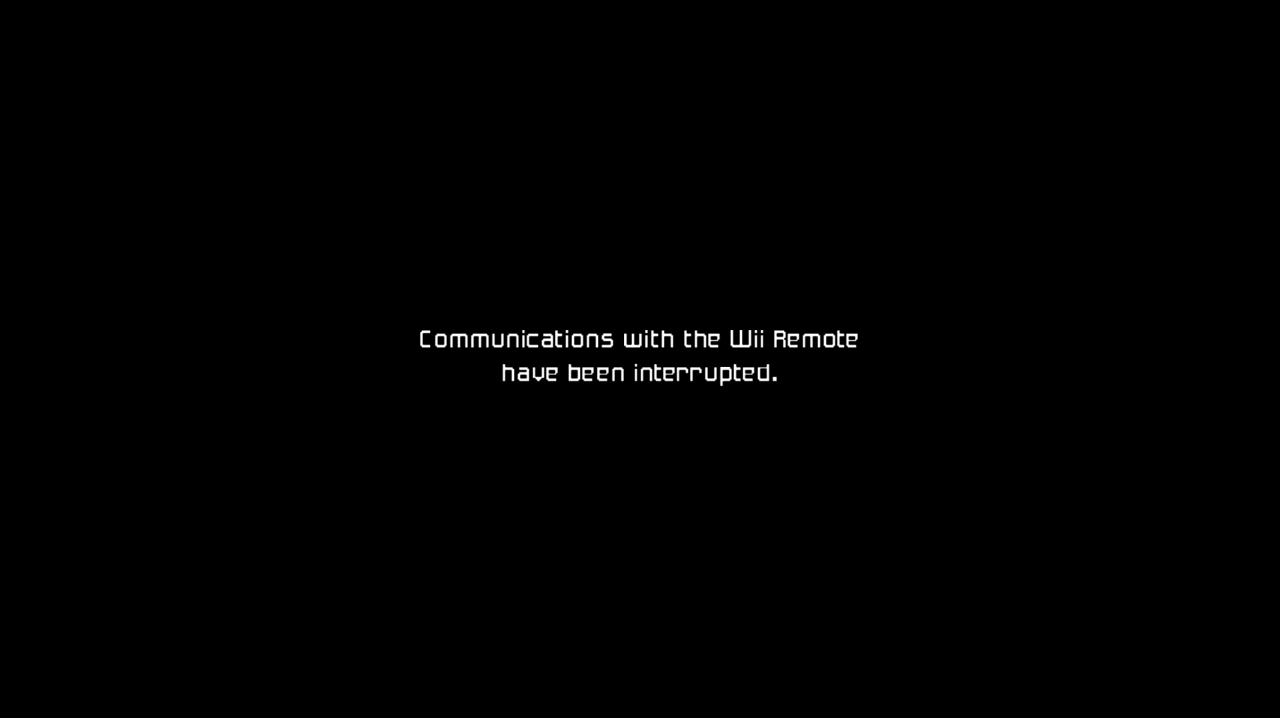 Communications with the Wii Remote
have been interrupted.